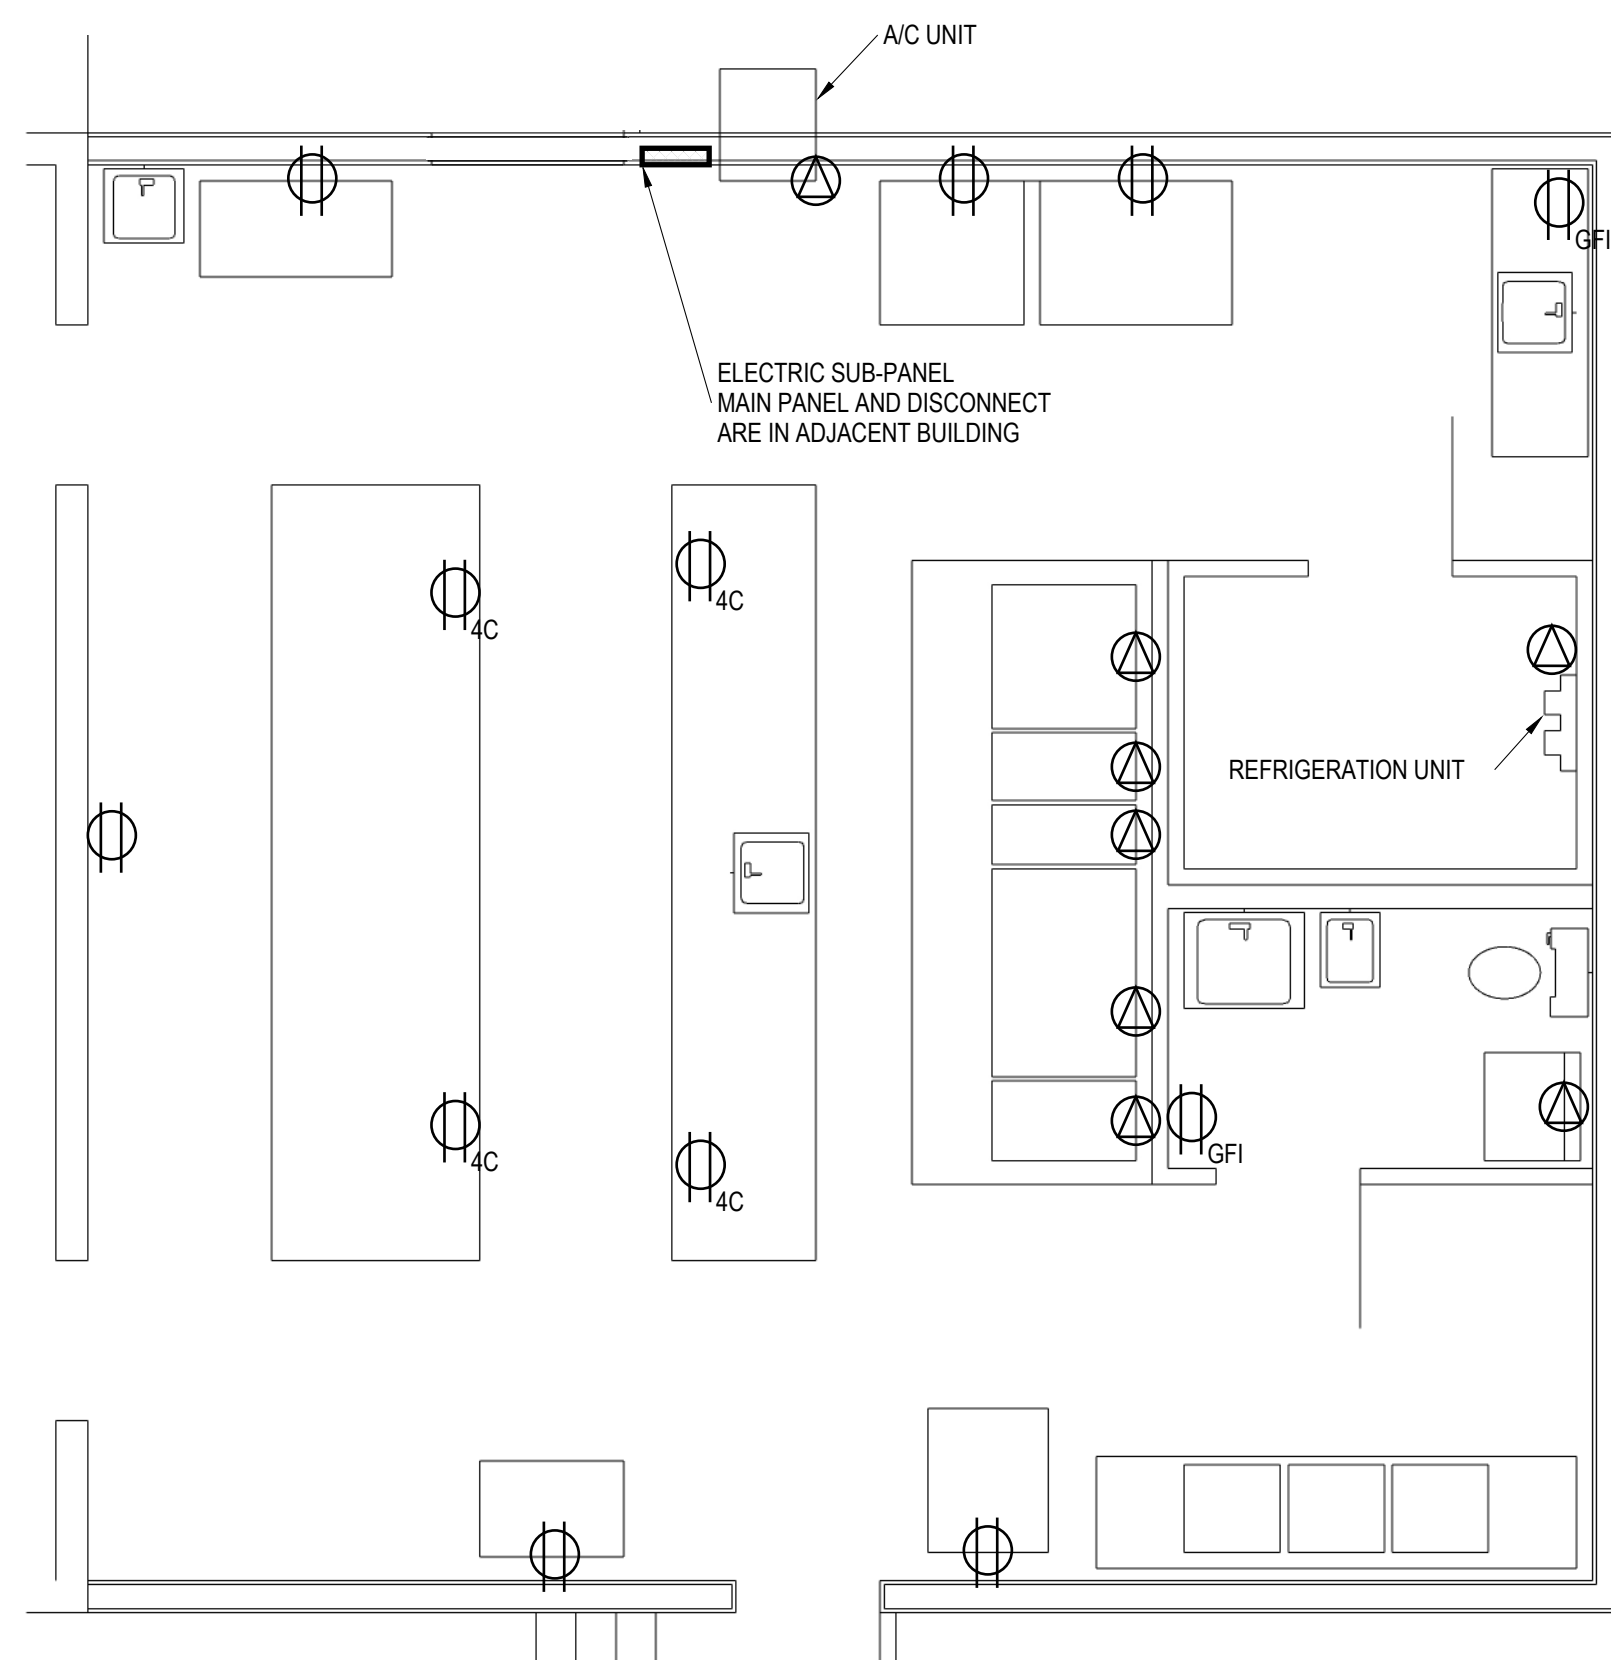 A/C UNIT
GFI
ELECTRIC SUB-PANEL
MAIN PANEL AND DISCONNECT
ARE IN ADJACENT BUILDING
4C
4C
REFRIGERATION UNIT
GFI
4C
4C